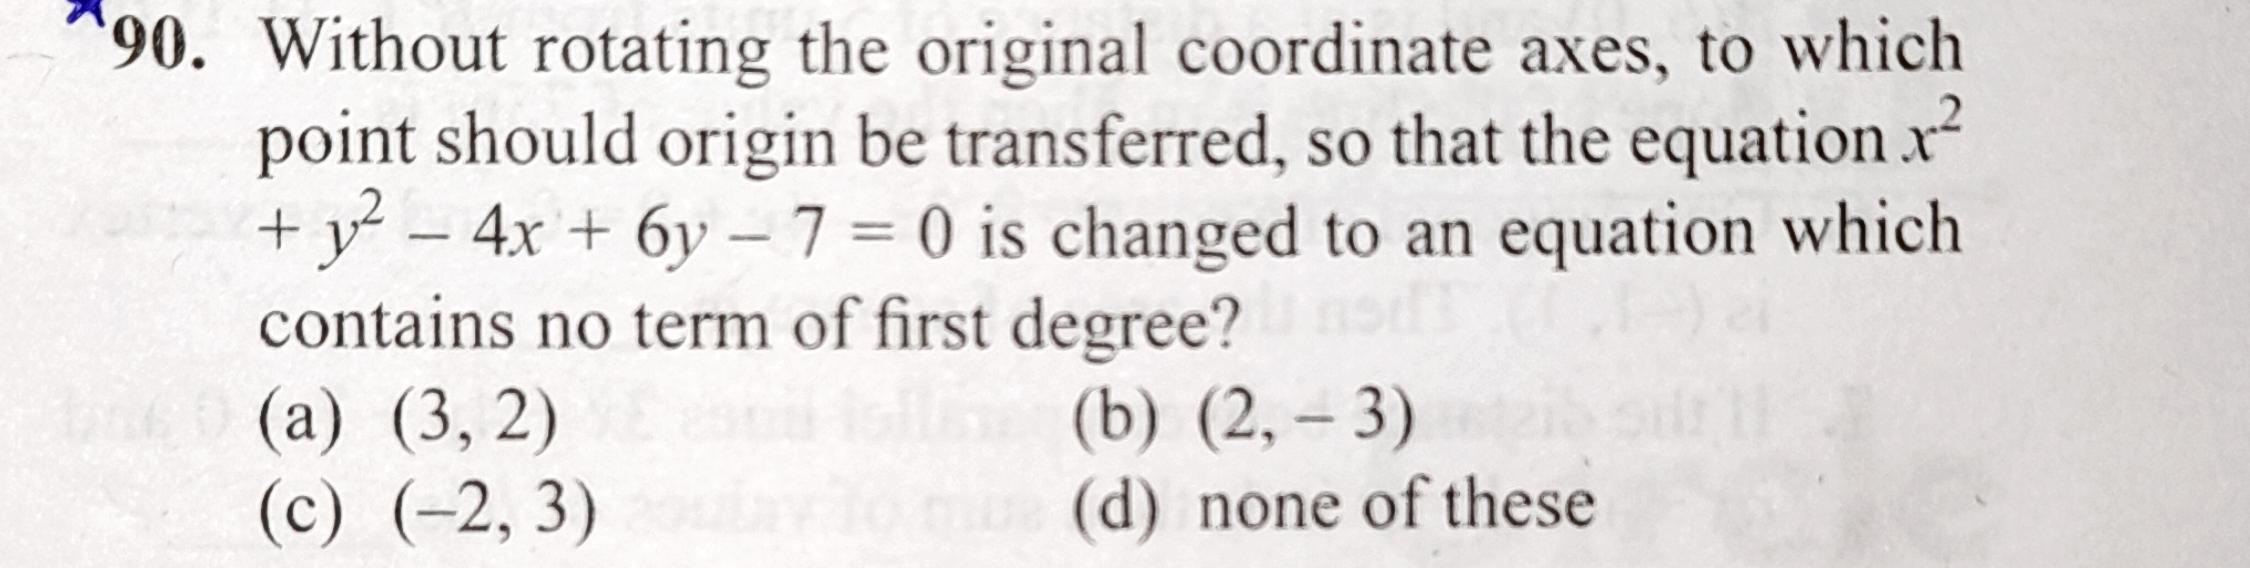 90. Without rotating the original coordinate axes, to which
point should origin be transferred, so that the equation x²
+ y² – 4x + 6y – 7 = 0 is changed to an equation which
contains no term of first degree?
(a) (3, 2) (b) (2, – 3)
(c) (–2, 3) (d) none of these